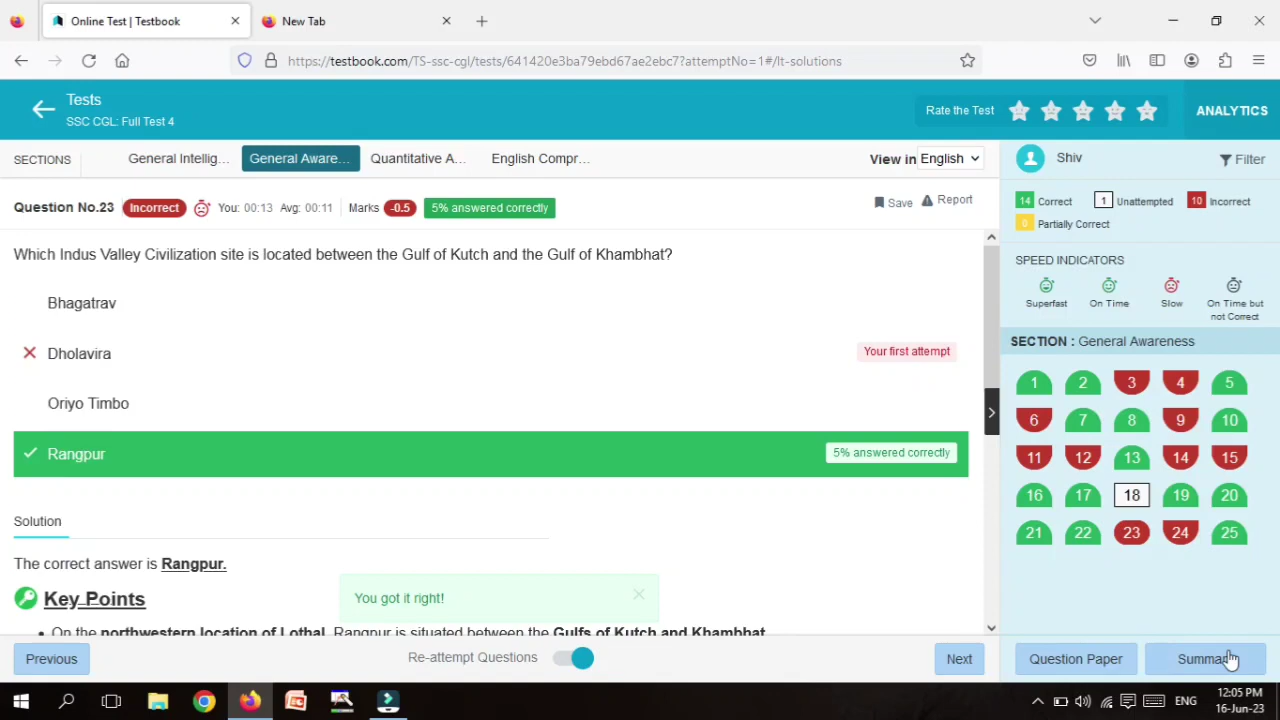 Online Test | Testbook
New Tab
https://testbook.com/TS-ssc-cgl/tests/641420e3ba79ebd67ae2ebc7?attemptNo=1#/lt-solutions
Tests
SSC CGL: Full Test 4
Rate the Test
ANALYTICS
SECTIONS
General Intellig...
General Aware...
Quantitative A...
English Compr...
View in
English
Shiv
Filter
Question No.23
Incorrect
You: 00:13
Avg: 00:11
Marks
-0.5
5% answered correctly
Save
Report
14 Correct
1 Unattempted
10 Incorrect
0 Partially Correct
Which Indus Valley Civilization site is located between the Gulf of Kutch and the Gulf of Khambhat?
Bhagatrav
Dholavira
Your first attempt
Oriyo Timbo
Rangpur
5% answered correctly
Solution
The correct answer is Rangpur.
Key Points
You got it right!
On the northwestern location of Lothal, Rangpur is situated between the Gulfs of Kutch and Khambhat.
SPEED INDICATORS
Superfast
On Time
Slow
On Time but
not Correct
SECTION : General Awareness
1 2 3 4 5
6 7 8 9 10
11 12 13 14 15
16 17 18 19 20
21 22 23 24 25
Previous
Re-attempt Questions
Next
Question Paper
ENG
12:05 PM
16-Jun-23